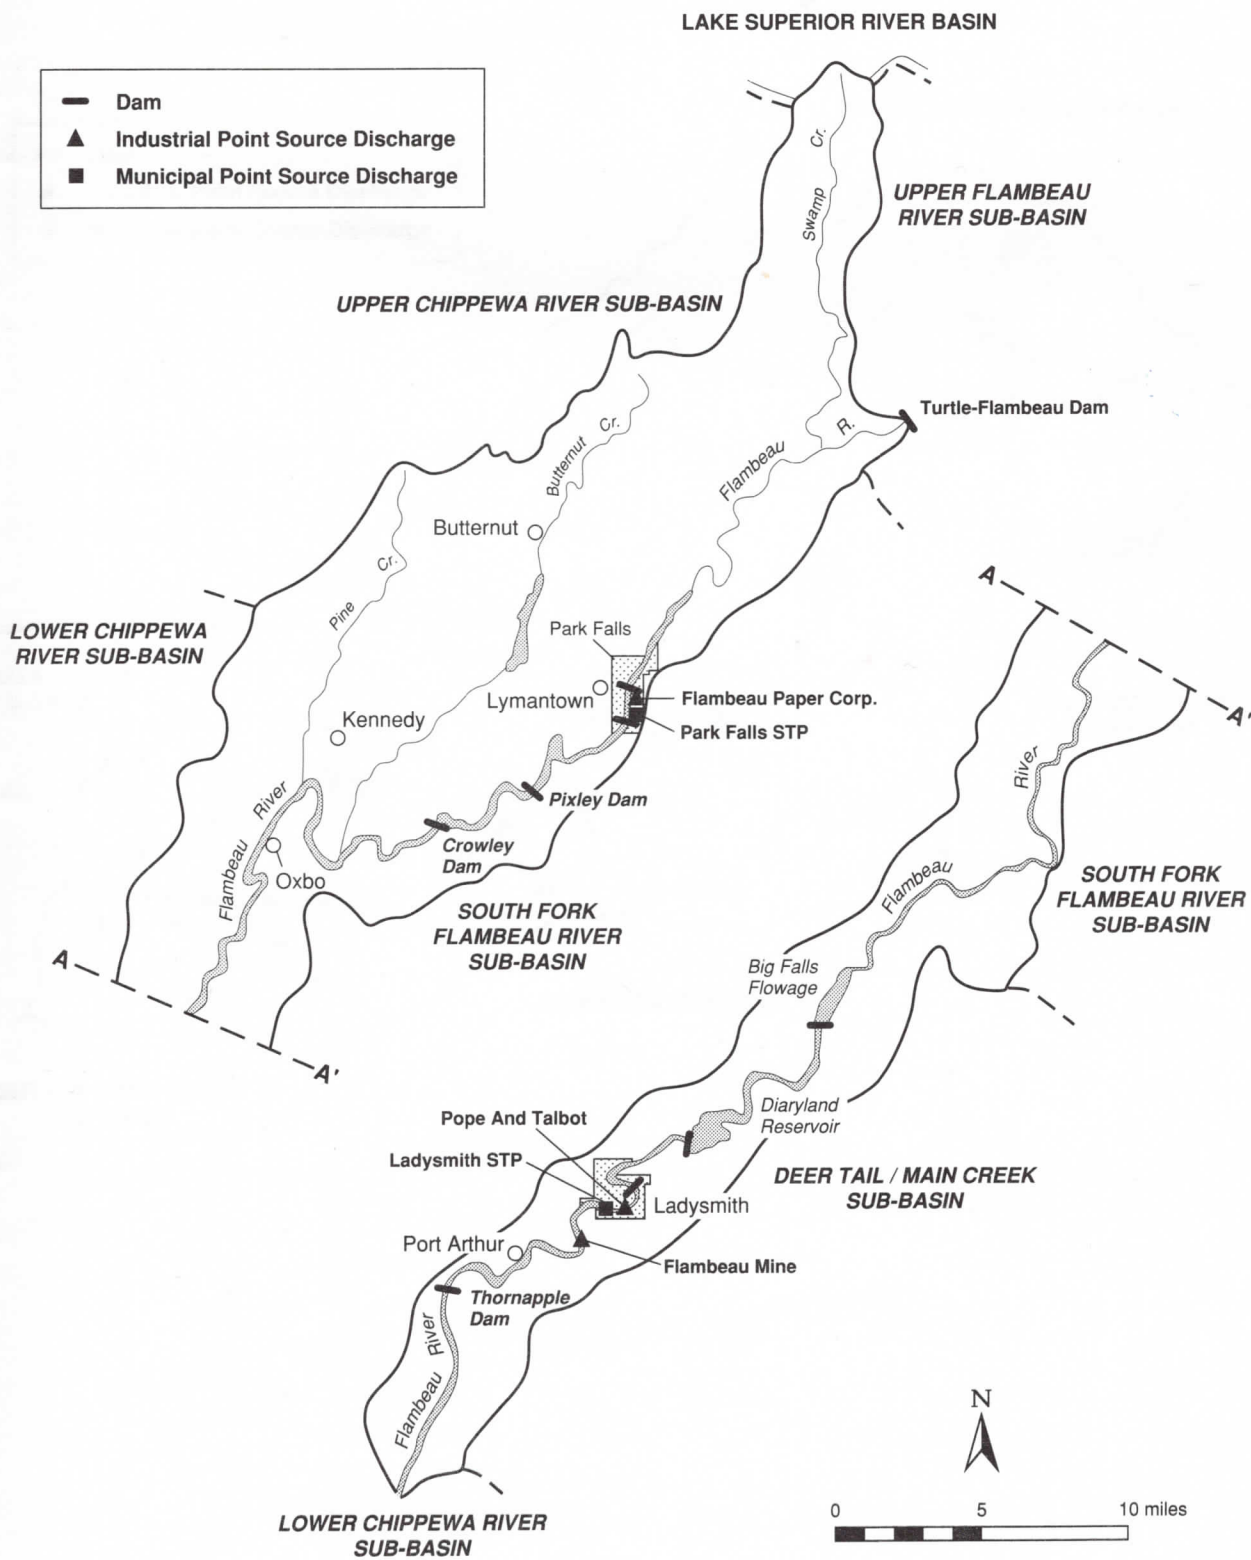 LAKE SUPERIOR RIVER BASIN
Dam
Industrial Point Source Discharge
Municipal Point Source Discharge
Swamp Cr.
UPPER FLAMBEAU
RIVER SUB-BASIN
UPPER CHIPPEWA RIVER SUB-BASIN
Turtle-Flambeau Dam
Flambeau R.
Butternut Cr.
Butternut
Pine Cr.
LOWER CHIPPEWA
RIVER SUB-BASIN
Park Falls
Lymantown
Flambeau Paper Corp.
Park Falls STP
Kennedy
Pixley Dam
Crowley
Dam
Flambeau River
Oxbo
SOUTH FORK
FLAMBEAU RIVER
SUB-BASIN
A
A'
A
A'
Flambeau River
SOUTH FORK
FLAMBEAU RIVER
SUB-BASIN
Big Falls
Flowage
Diaryland
Reservoir
Pope And Talbot
Ladysmith STP
DEER TAIL / MAIN CREEK
SUB-BASIN
Ladysmith
Port Arthur
Flambeau Mine
Thornapple
Dam
Flambeau River
LOWER CHIPPEWA RIVER
SUB-BASIN
N
0 5 10 miles